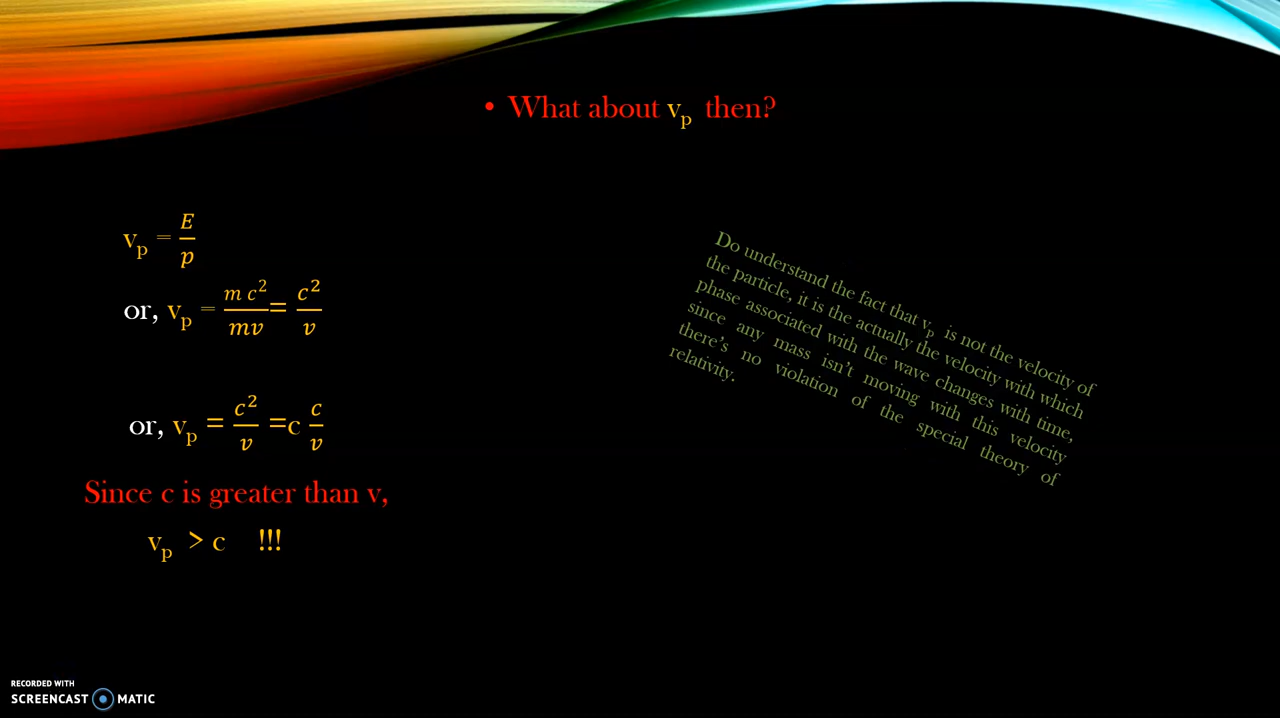 • What about vₚ then?
vₚ = E/p
or, vₚ = m c²/mv = c²/v
or, vₚ = c²/v =c c/v
Since c is greater than v,
vₚ > c !!!
Do understand the fact that vₚ is not the velocity of
the particle, it is the actually the velocity with which
phase associated with the wave changes with time,
since any mass isn't moving with this velocity
there's no violation of the special theory of
relativity.
RECORDED WITH
SCREENCAST MATIC